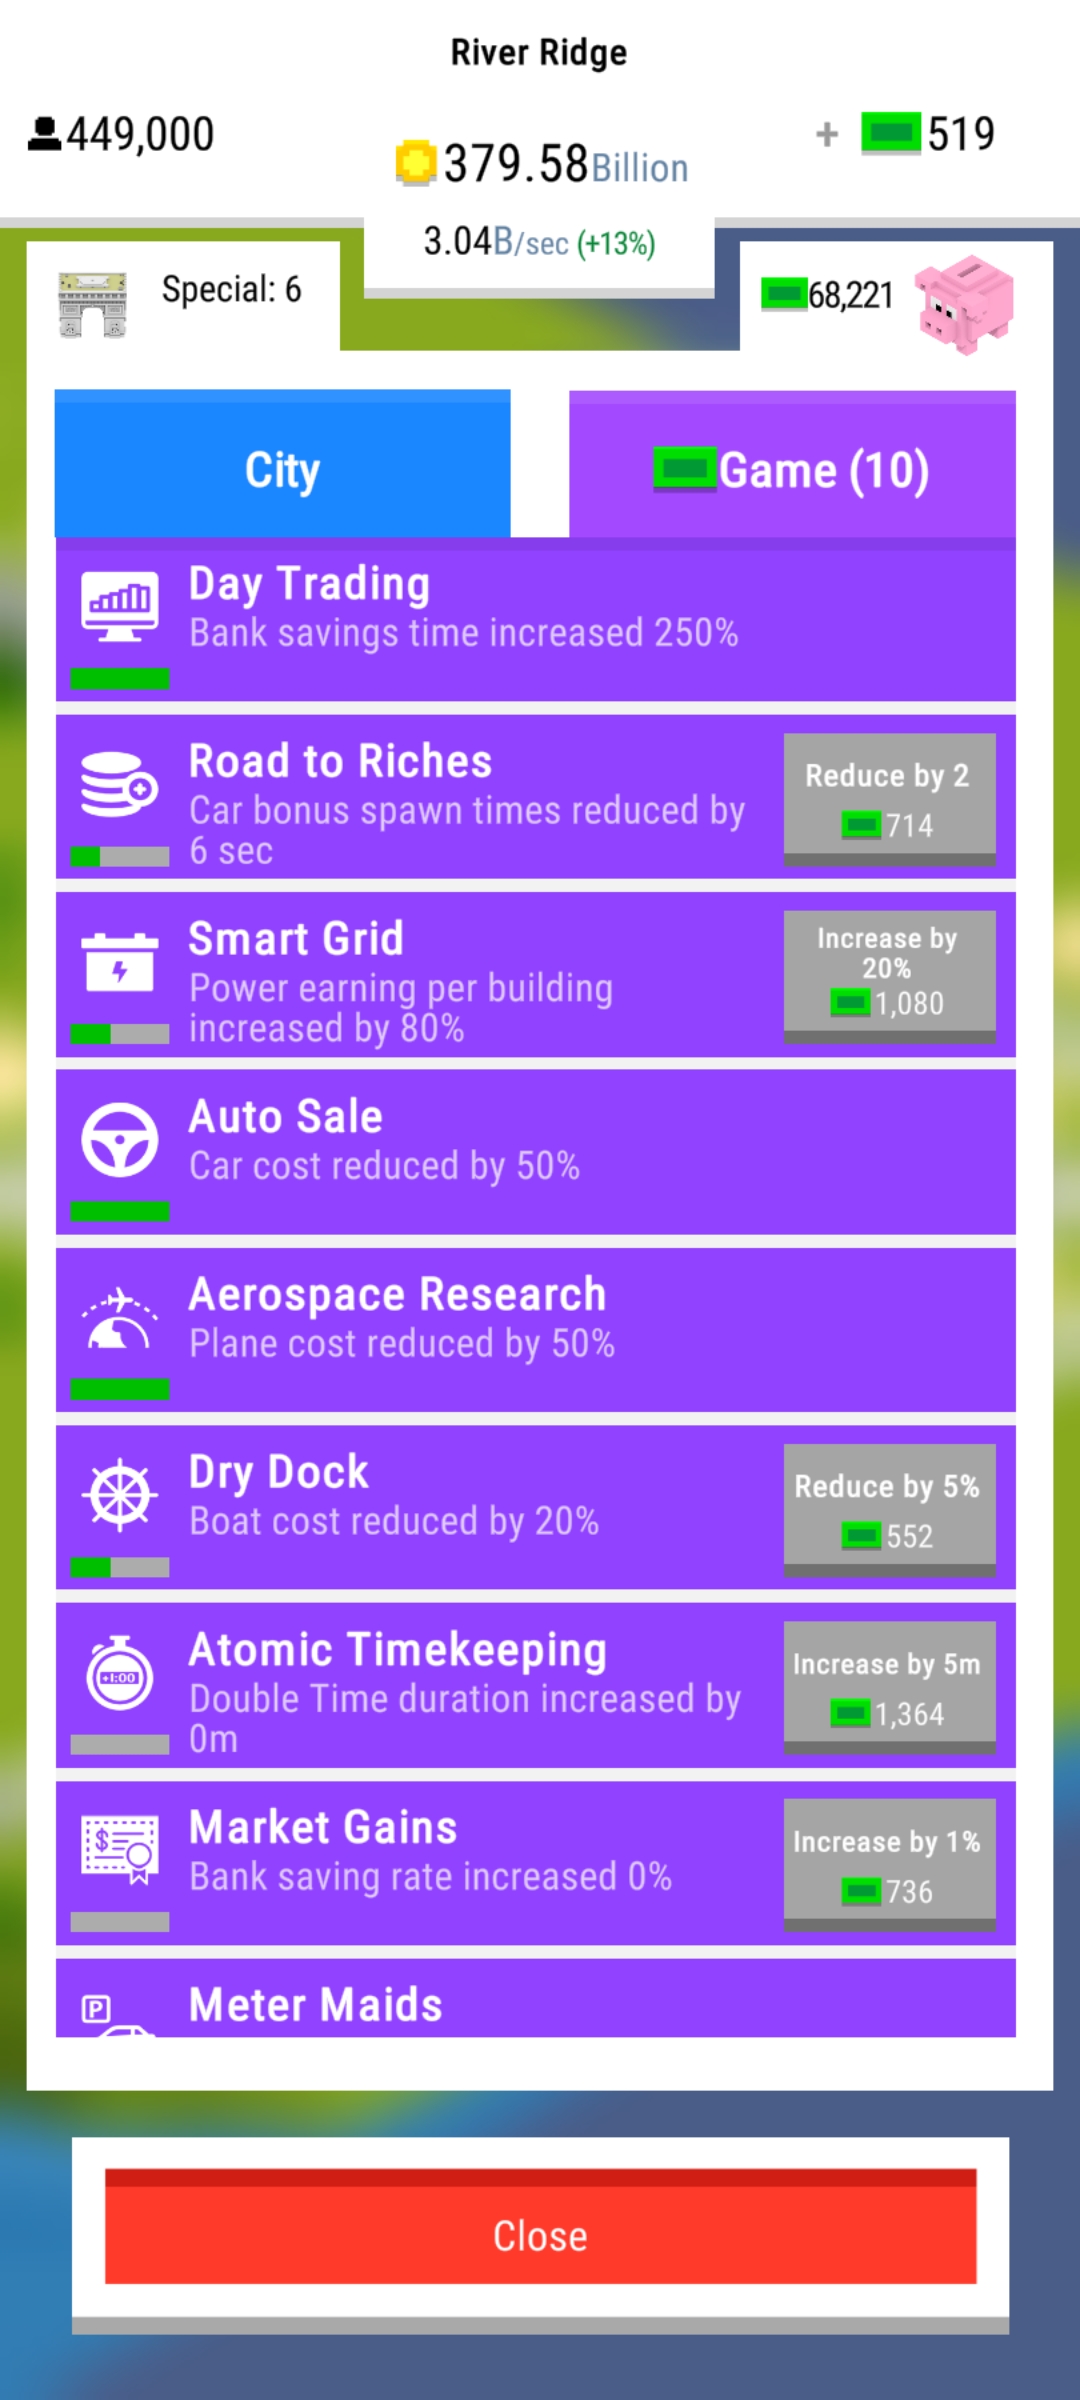 River Ridge
449,000
379.58Billion
+ 519
3.04B/sec (+13%)
Special: 6
68,221
City
Game (10)
Day Trading
Bank savings time increased 250%
Road to Riches
Car bonus spawn times reduced by
6 sec
Reduce by 2
714
Smart Grid
Power earning per building
increased by 80%
Increase by
20%
1,080
Auto Sale
Car cost reduced by 50%
Aerospace Research
Plane cost reduced by 50%
Dry Dock
Boat cost reduced by 20%
Reduce by 5%
552
+1:00
Atomic Timekeeping
Double Time duration increased by
0m
Increase by 5m
1,364
$
Market Gains
Bank saving rate increased 0%
Increase by 1%
736
P
Meter Maids
Close